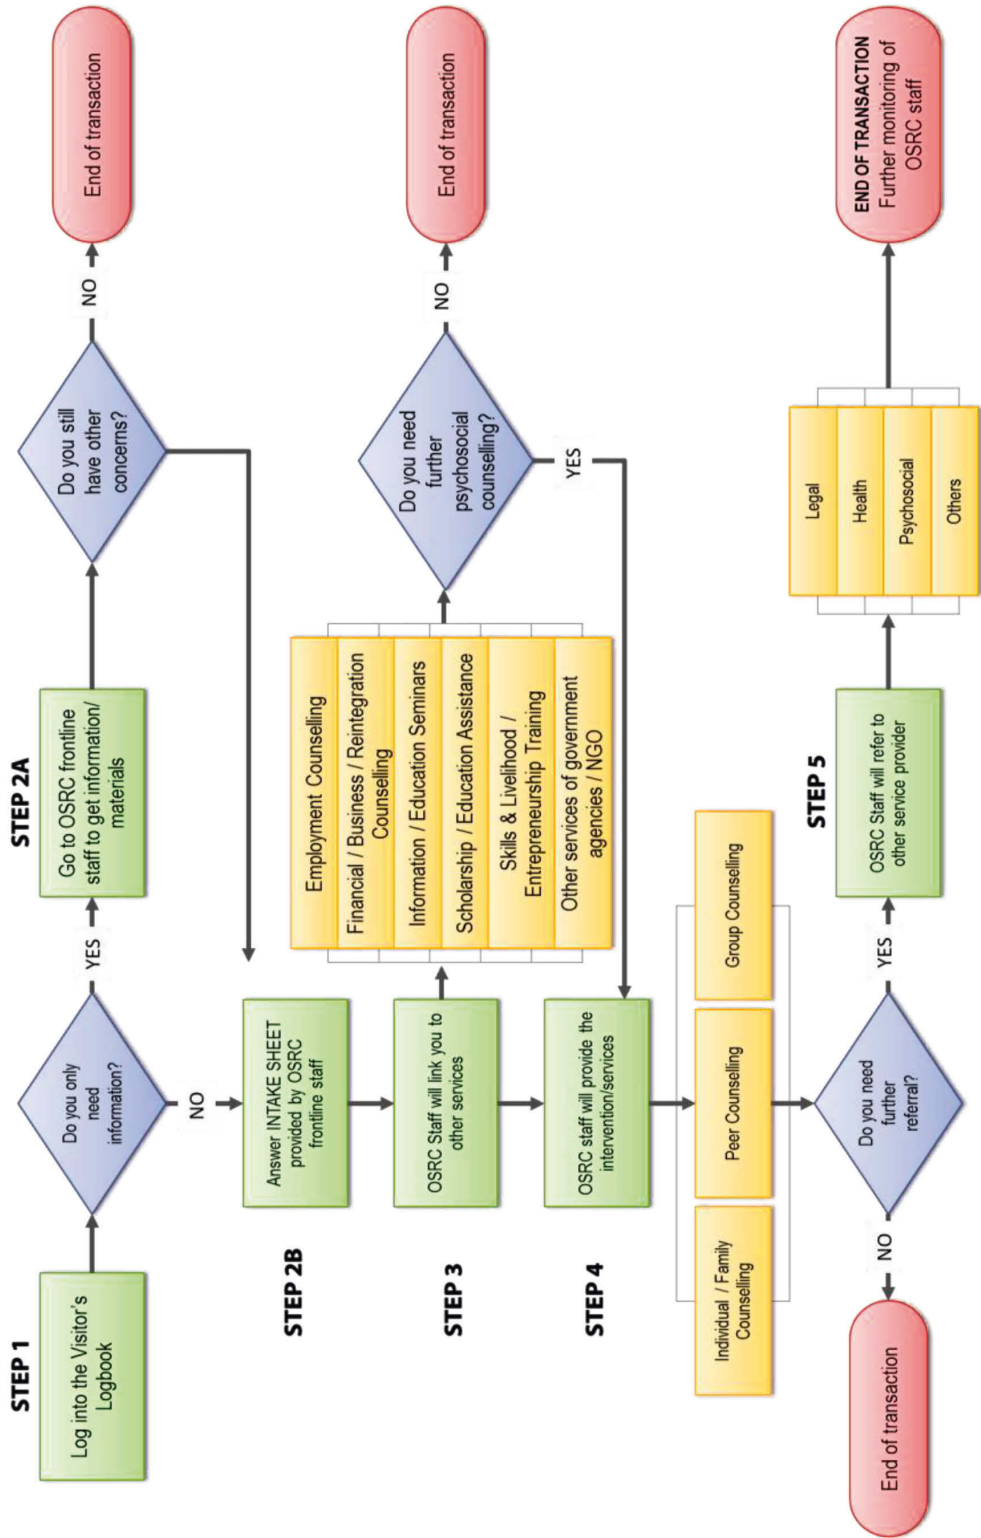 STEP 1
Log into the Visitor's
Logbook
Do you only
need
information?
YES
NO
STEP 2A
Go to OSRC frontline
staff to get information/
materials
Do you still
have other
concerns?
NO
End of transaction
STEP 2B
Answer INTAKE SHEET
provided by OSRC
frontline staff
STEP 3
OSRC Staff will link you to
other services
Employment Counselling
Financial / Business / Reintegration
Counselling
Information / Education Seminars
Scholarship / Education Assistance
Skills & Livelihood /
Entrepreneurship Training
Other services of government
agencies / NGO
Do you need
further
psychosocial
counselling?
NO
End of transaction
YES
STEP 4
OSRC staff will provide the
intervention/services
Individual / Family
Counselling
Peer Counselling
Group Counselling
Do you need
further
referral?
NO
End of transaction
YES
STEP 5
OSRC Staff will refer to
other service provider
Legal
Health
Psychosocial
Others
END OF TRANSACTION
Further monitoring of
OSRC staff